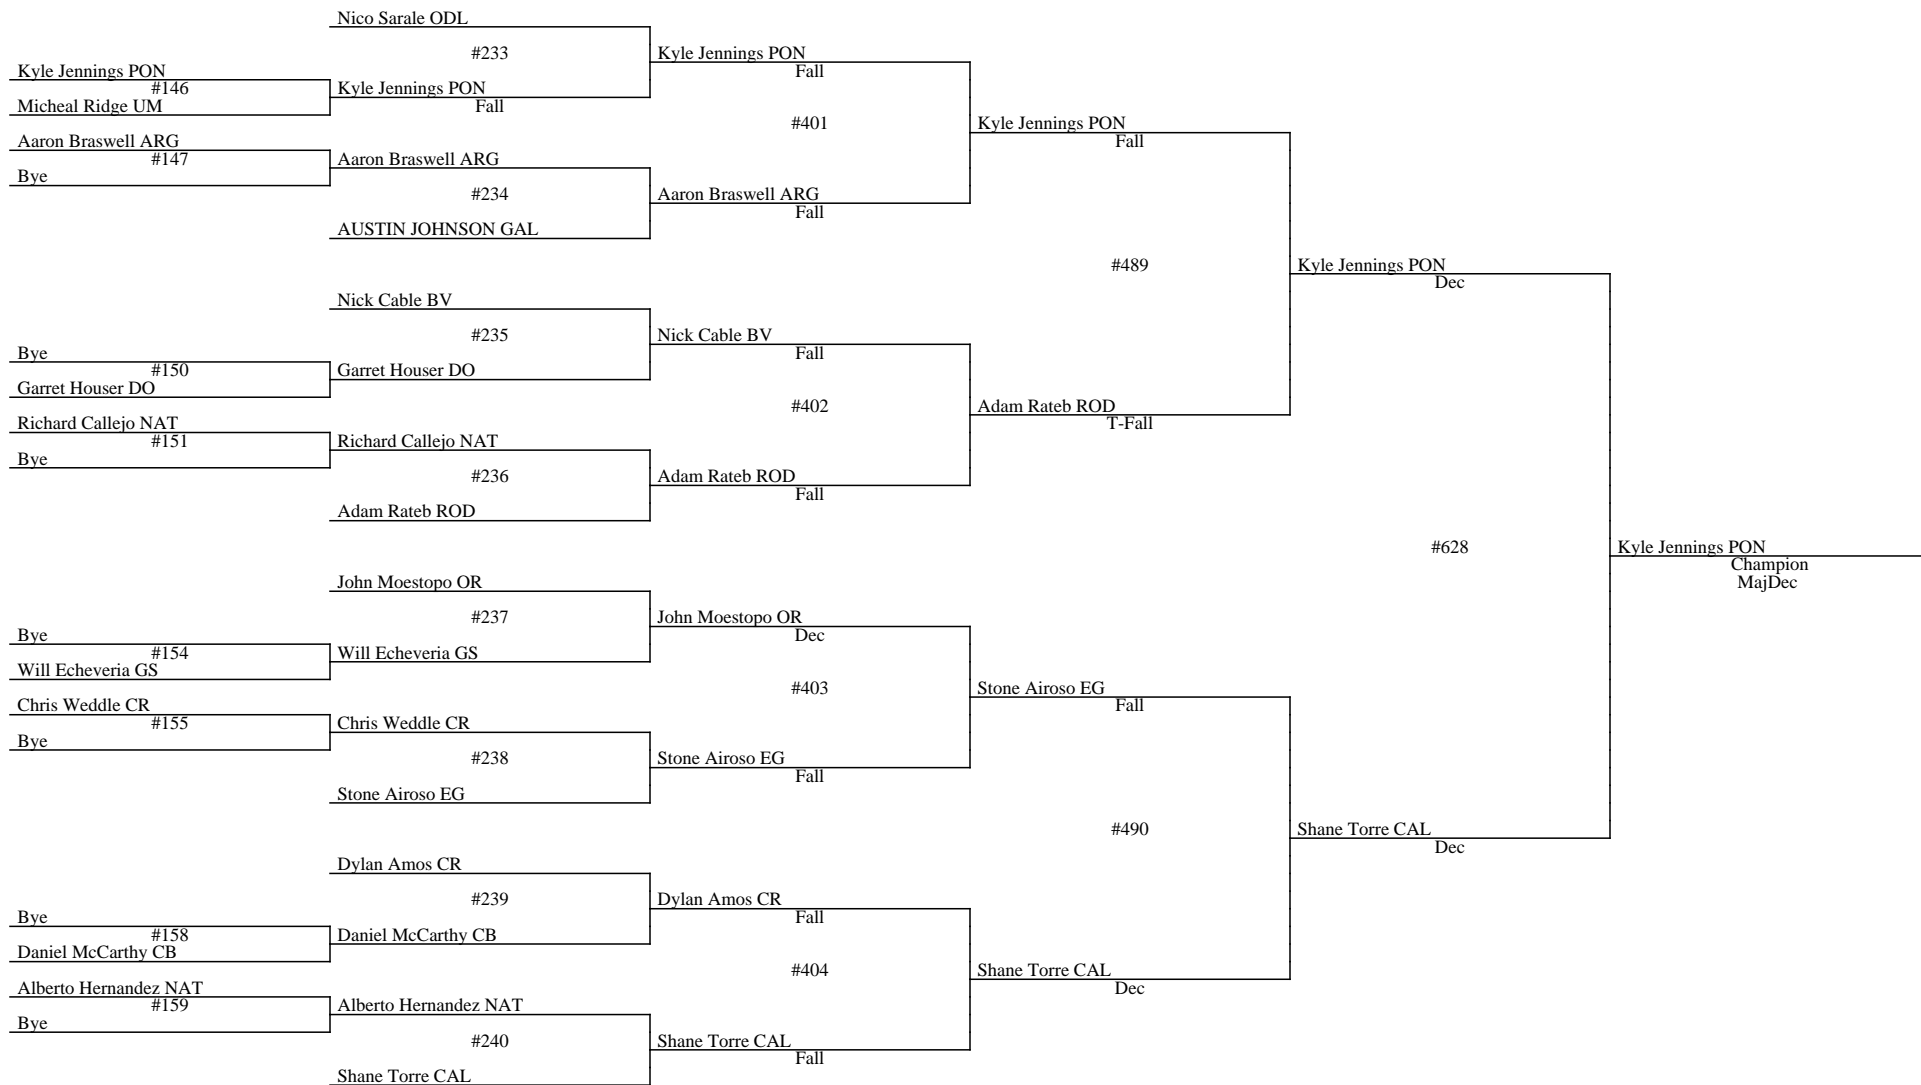 Nico Sarale ODL
#233
Kyle Jennings PON
Fall
Kyle Jennings PON
#146
Kyle Jennings PON
Fall
Micheal Ridge UM
#401
Kyle Jennings PON
Fall
Aaron Braswell ARG
#147
Aaron Braswell ARG
Bye
#234
Aaron Braswell ARG
Fall
AUSTIN JOHNSON GAL
#489
Kyle Jennings PON
Dec
Nick Cable BV
#235
Nick Cable BV
Fall
Bye
#150
Garret Houser DO
Garret Houser DO
#402
Adam Rateb ROD
T-Fall
Richard Callejo NAT
#151
Richard Callejo NAT
Bye
#236
Adam Rateb ROD
Fall
Adam Rateb ROD
#628
Kyle Jennings PON
Champion
MajDec
John Moestopo OR
#237
John Moestopo OR
Dec
Bye
#154
Will Echeveria GS
Will Echeveria GS
#403
Stone Airoso EG
Fall
Chris Weddle CR
#155
Chris Weddle CR
Bye
#238
Stone Airoso EG
Fall
Stone Airoso EG
#490
Shane Torre CAL
Dec
Dylan Amos CR
#239
Dylan Amos CR
Fall
Bye
#158
Daniel McCarthy CB
Daniel McCarthy CB
#404
Shane Torre CAL
Dec
Alberto Hernandez NAT
#159
Alberto Hernandez NAT
Bye
#240
Shane Torre CAL
Fall
Shane Torre CAL